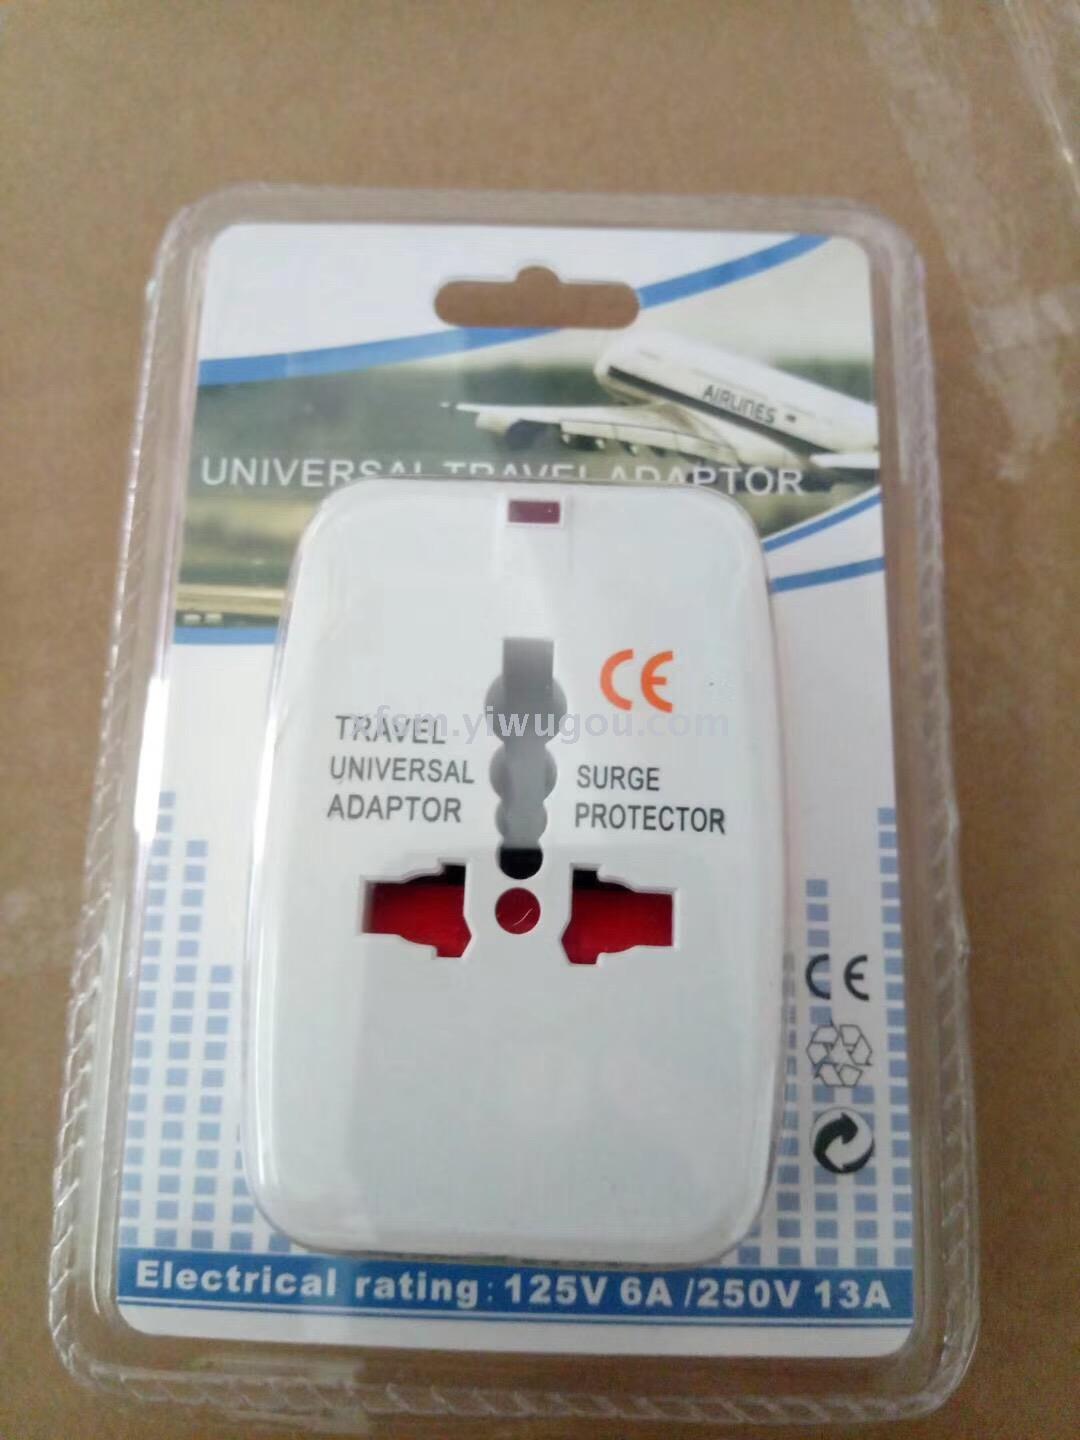 AIRLINES
UNIVERSAL TRAVEL ADAPTOR
CE
xfsm.yiwugou.com
TRAVEL
UNIVERSAL
ADAPTOR
SURGE
PROTECTOR
CE
Electrical rating: 125V 6A /250V 13A